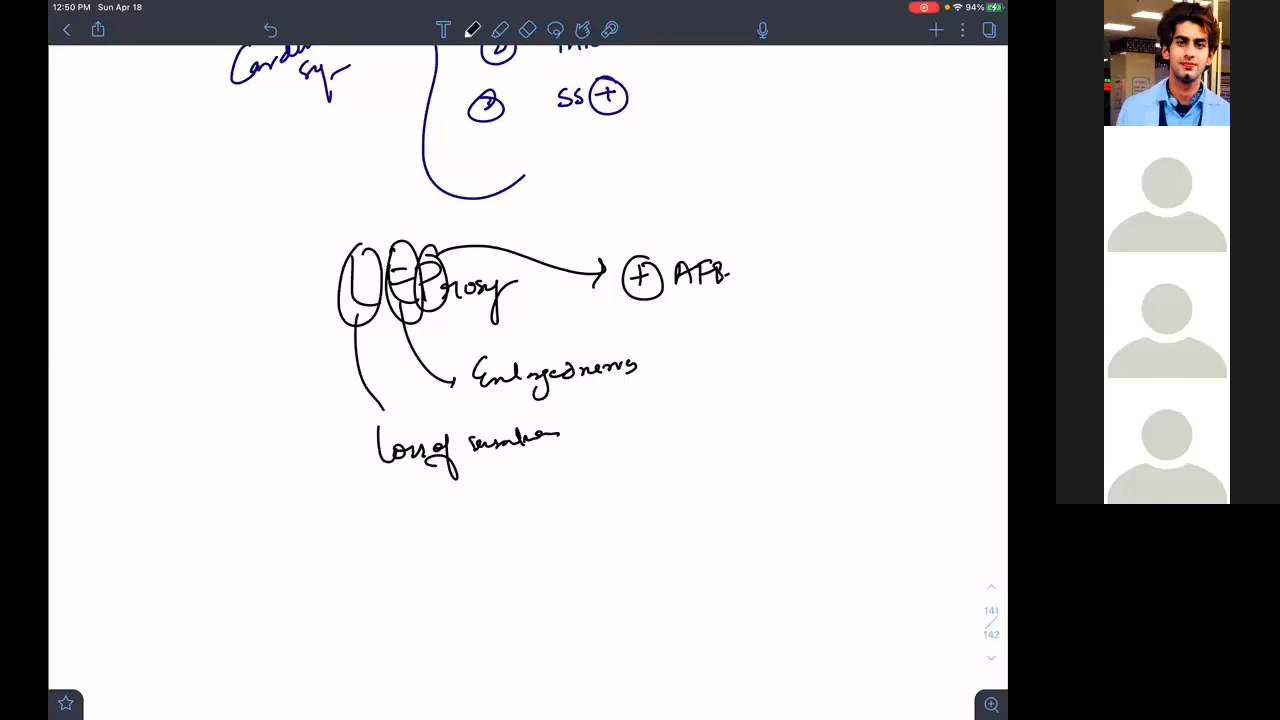 12:50 PM Sun Apr 18
94%
T
SS +
LEProsy
+ AFB
Enlarged nerves
Loss of sensation
141
142